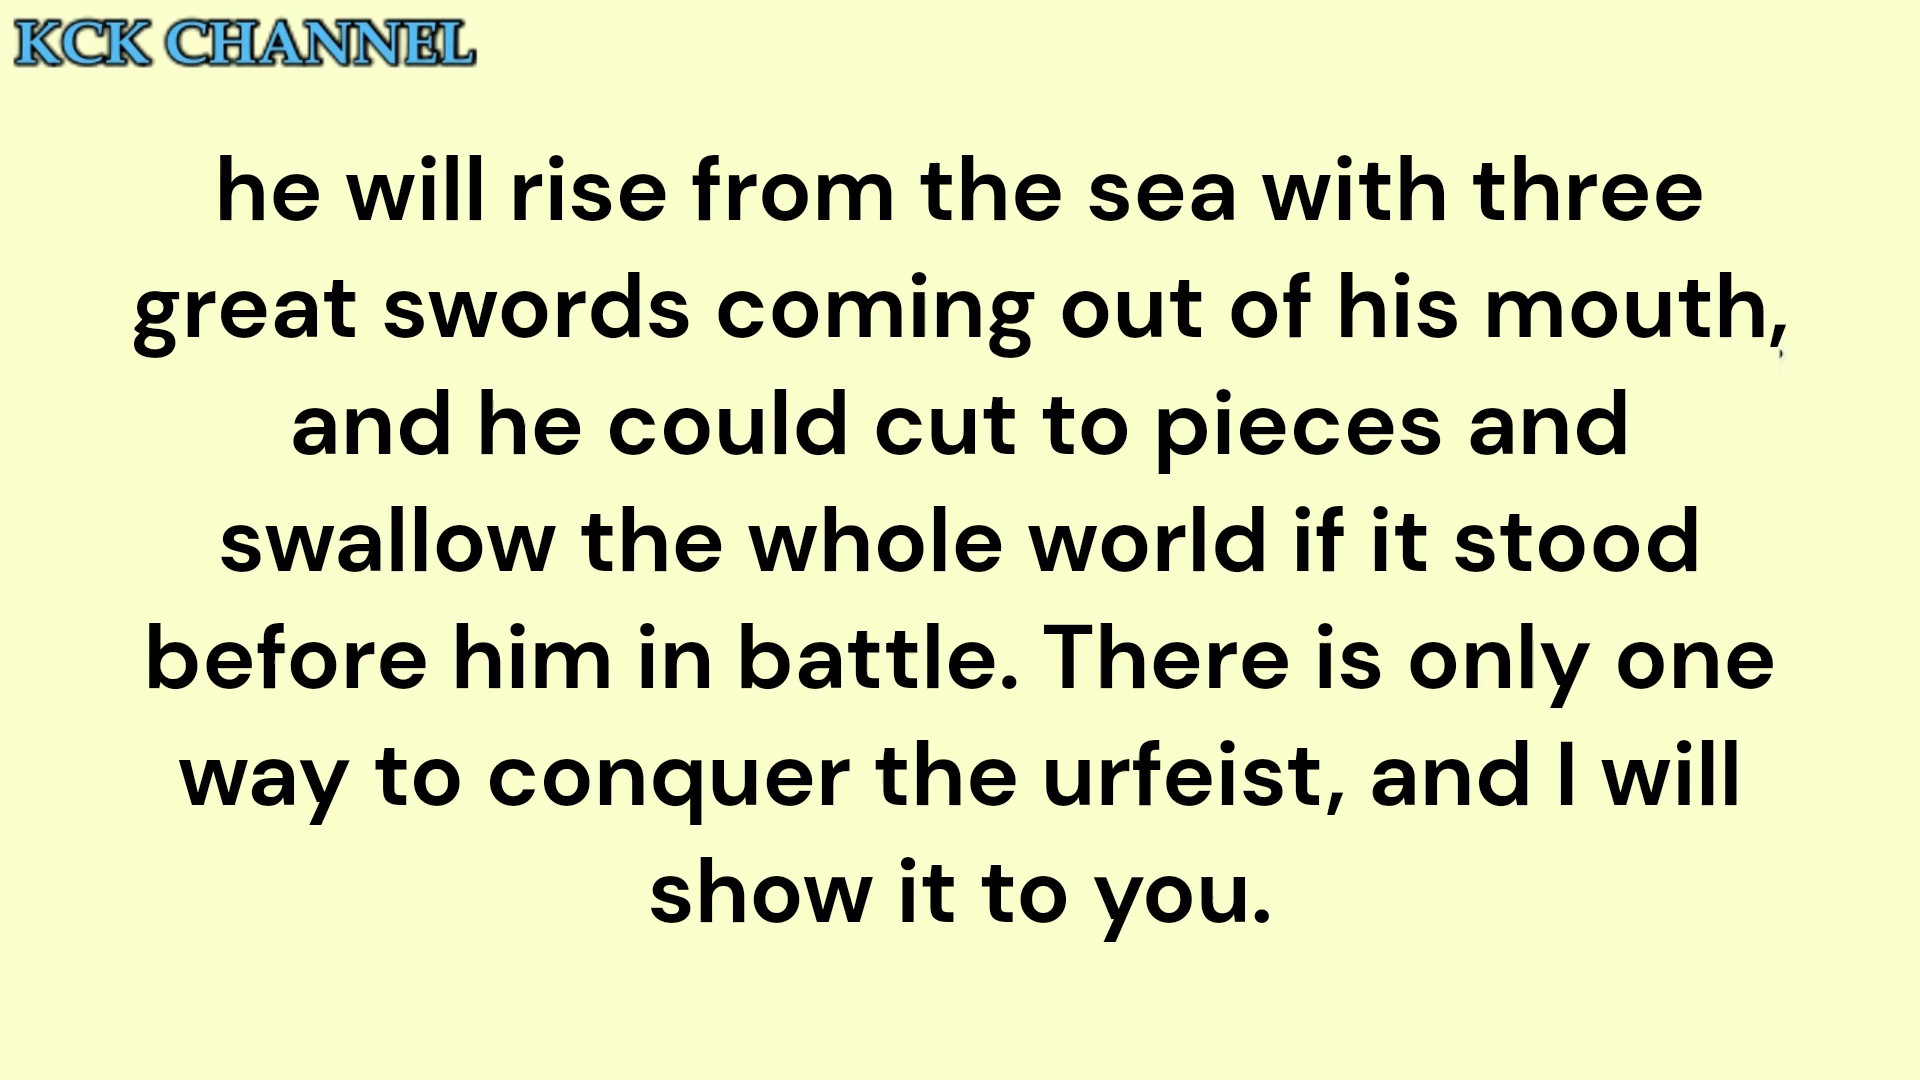 KCK CHANNEL
he will rise from the sea with three
great swords coming out of his mouth,
and he could cut to pieces and
swallow the whole world if it stood
before him in battle. There is only one
way to conquer the urfeist, and I will
show it to you.